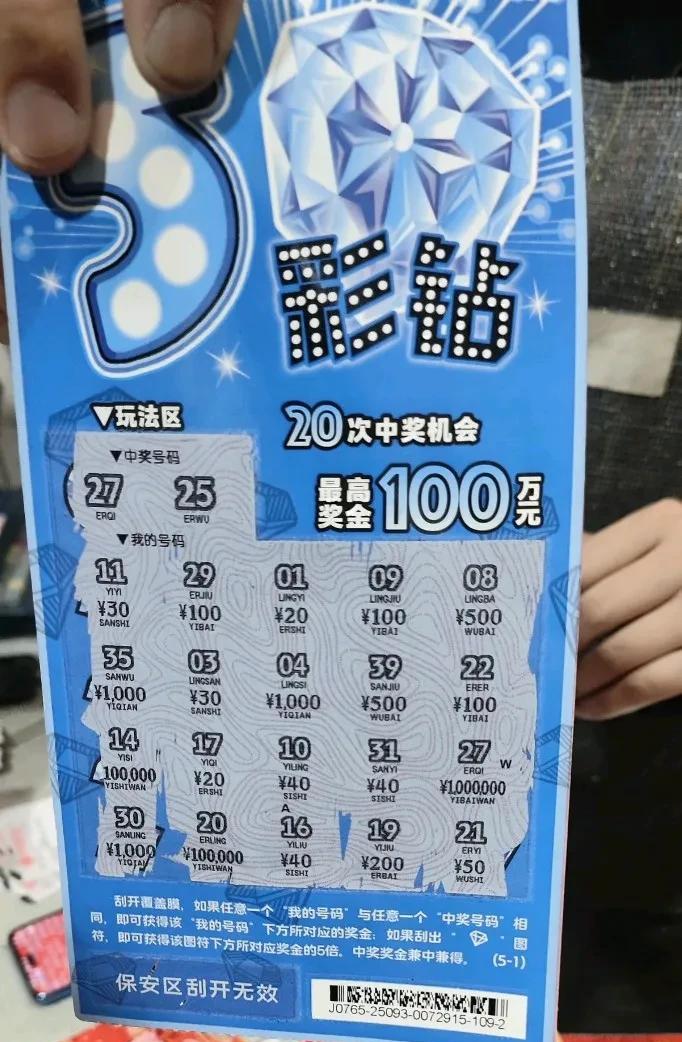 彩钻
▼玩法区
20次中奖机会
▼中奖号码
最高奖金100万元
27 25
ERQI ERWU
▼我的号码
11 29 01 09 08
YIYI ERJIU LINGYI LINGJIU LINGBA
¥30 ¥100 ¥20 ¥100 ¥500
SANSHI YIBAI ERSHI YIBAI WUBAI
35 03 04 39 22
SANWU LINGSAN LINGSI SANJIU ERER
¥1,000 ¥30 ¥1,000 ¥500 ¥100
YIQIAN SANSHI YIQIAN WUBAI YIBAI
14 17 10 31 27 W
YISI YIQI YILING SANYI ERQI
100,000 ¥20 ¥40 ¥40 ¥1,000,000
YISHIWAN ERSHI SISHI SISHI YIBAIWAN
A
30 20 16 19 21
SANLING ERLING YILIU YIJIU ERYI
¥1,000 ¥100,000 ¥40 ¥200 ¥50
YIQIAN YISHIWAN SISHI ERBAI WUSHI
刮开覆盖膜，如果任意一个“我的号码”与任意一个“中奖号码”相
同，即可获得该“我的号码”下方所对应的奖金；如果刮出“ ”图
符，即可获得该图符下方所对应奖金的5倍。中奖奖金兼中兼得。 (5-1)
保安区刮开无效
J0765-25093-0072915-109-2